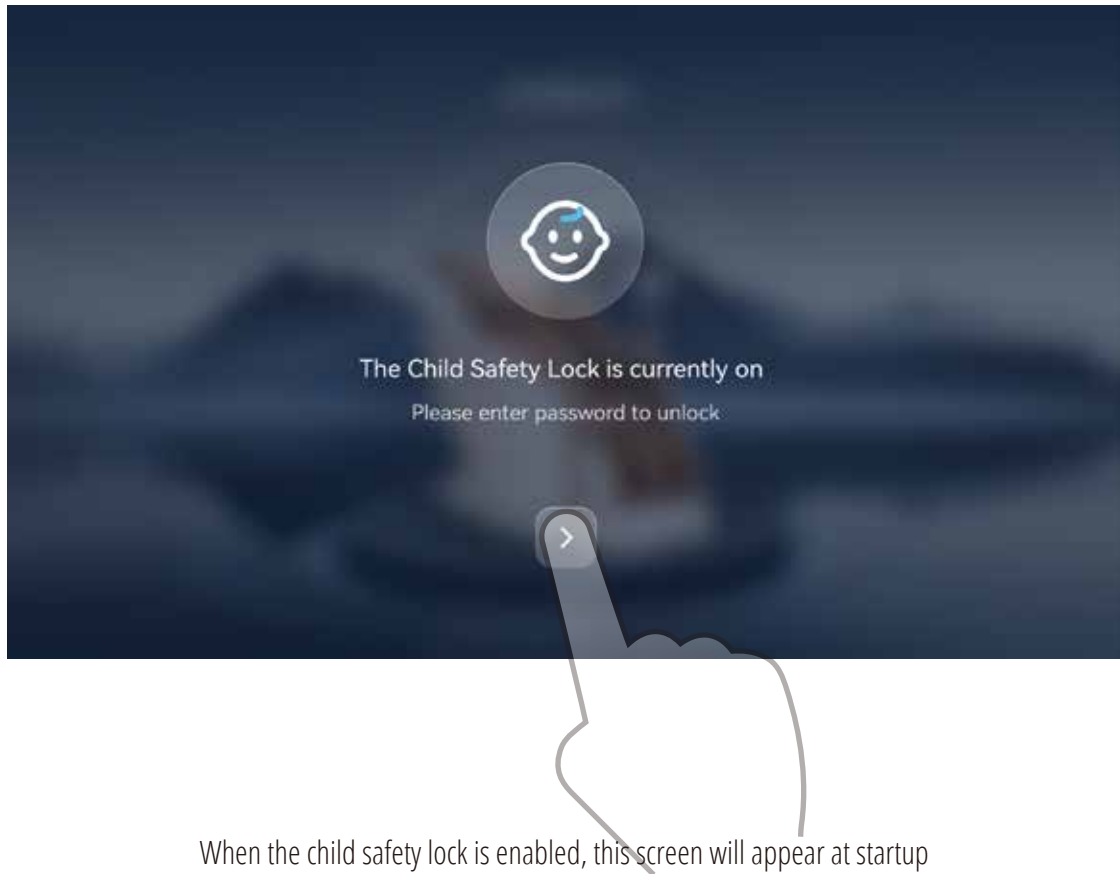 The Child Safety Lock is currently on
Please enter password to unlock
When the child safety lock is enabled, this screen will appear at startup